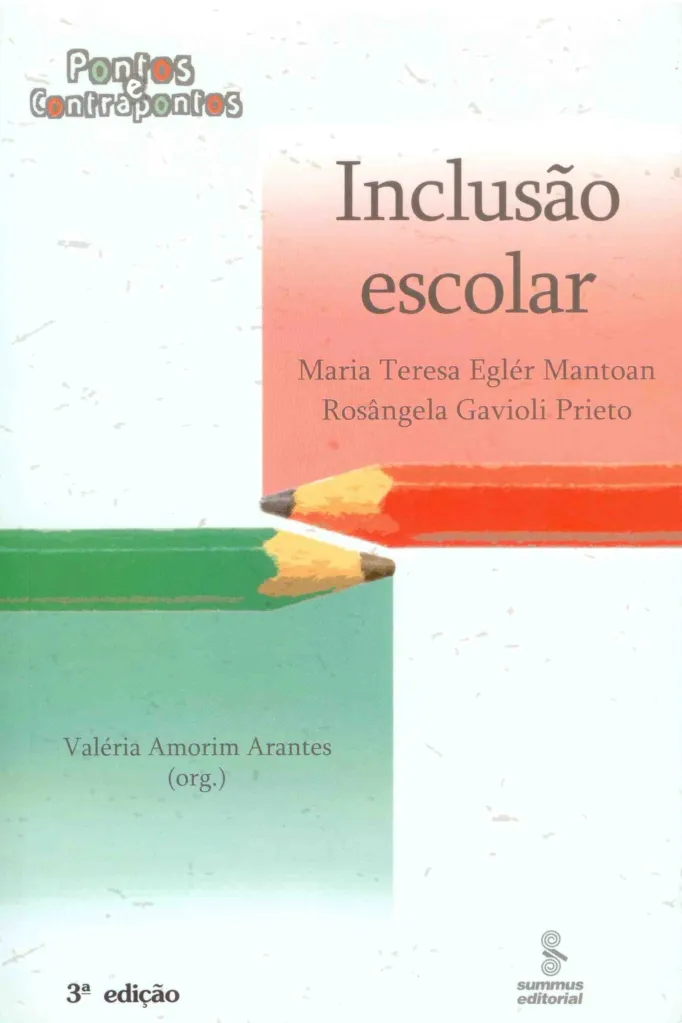 Pontos
e
Contrapontos
Inclusão
escolar
Maria Teresa Eglér Mantoan
Rosângela Gavioli Prieto
Valéria Amorim Arantes
(org.)
3ª edição
summus
editorial